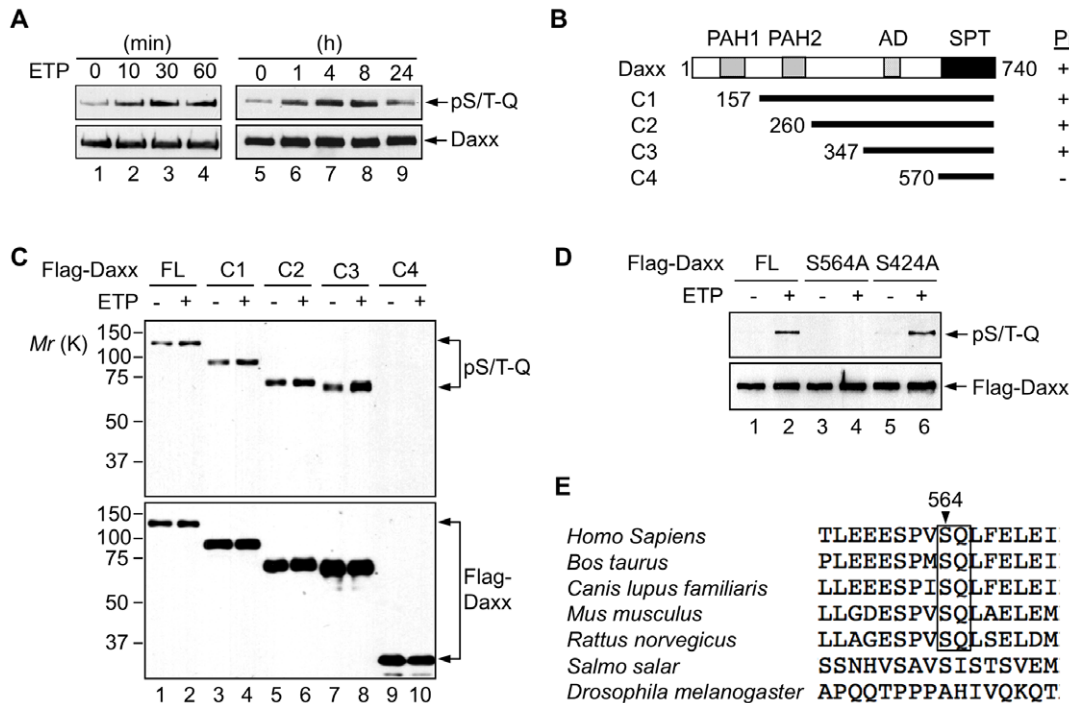 A
(min) (h)
ETP 0 10 30 60 0 1 4 8 24
pS/T-Q
Daxx
1 2 3 4 5 6 7 8 9
B
PAH1 PAH2 AD SPT P
Daxx 1 740 +
C1 157 +
C2 260 +
C3 347 +
C4 570 -
C
Flag-Daxx FL C1 C2 C3 C4
ETP - + - + - + - + - +
Mr (K)
150
100
75
50
37
pS/T-Q
150
100
75
50
37
Flag-
Daxx
1 2 3 4 5 6 7 8 9 10
D
Flag-Daxx FL S564A S424A
ETP - + - + - +
pS/T-Q
Flag-Daxx
1 2 3 4 5 6
E
564
Homo Sapiens TLEEESPVSQLFELEI
Bos taurus PLEEESPMSQLFELEI
Canis lupus familiaris LLEEESPISQLFELEI
Mus musculus LLGDESPVSQLAELEM
Rattus norvegicus LLAGESPVSQLSELDM
Salmo salar SSNHVSAVSISTSVEM
Drosophila melanogaster APQQTPPPAHIVQKQT